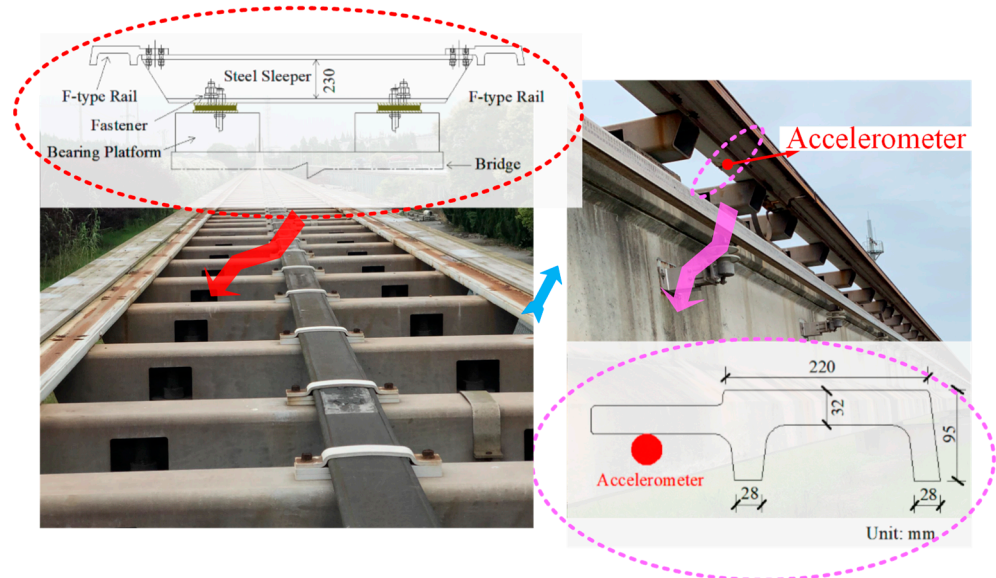 Steel Sleeper
230
F-type Rail
F-type Rail
Fastener
Bearing Platform
Bridge
Accelerometer
220
32
95
Accelerometer
28
28
Unit: mm